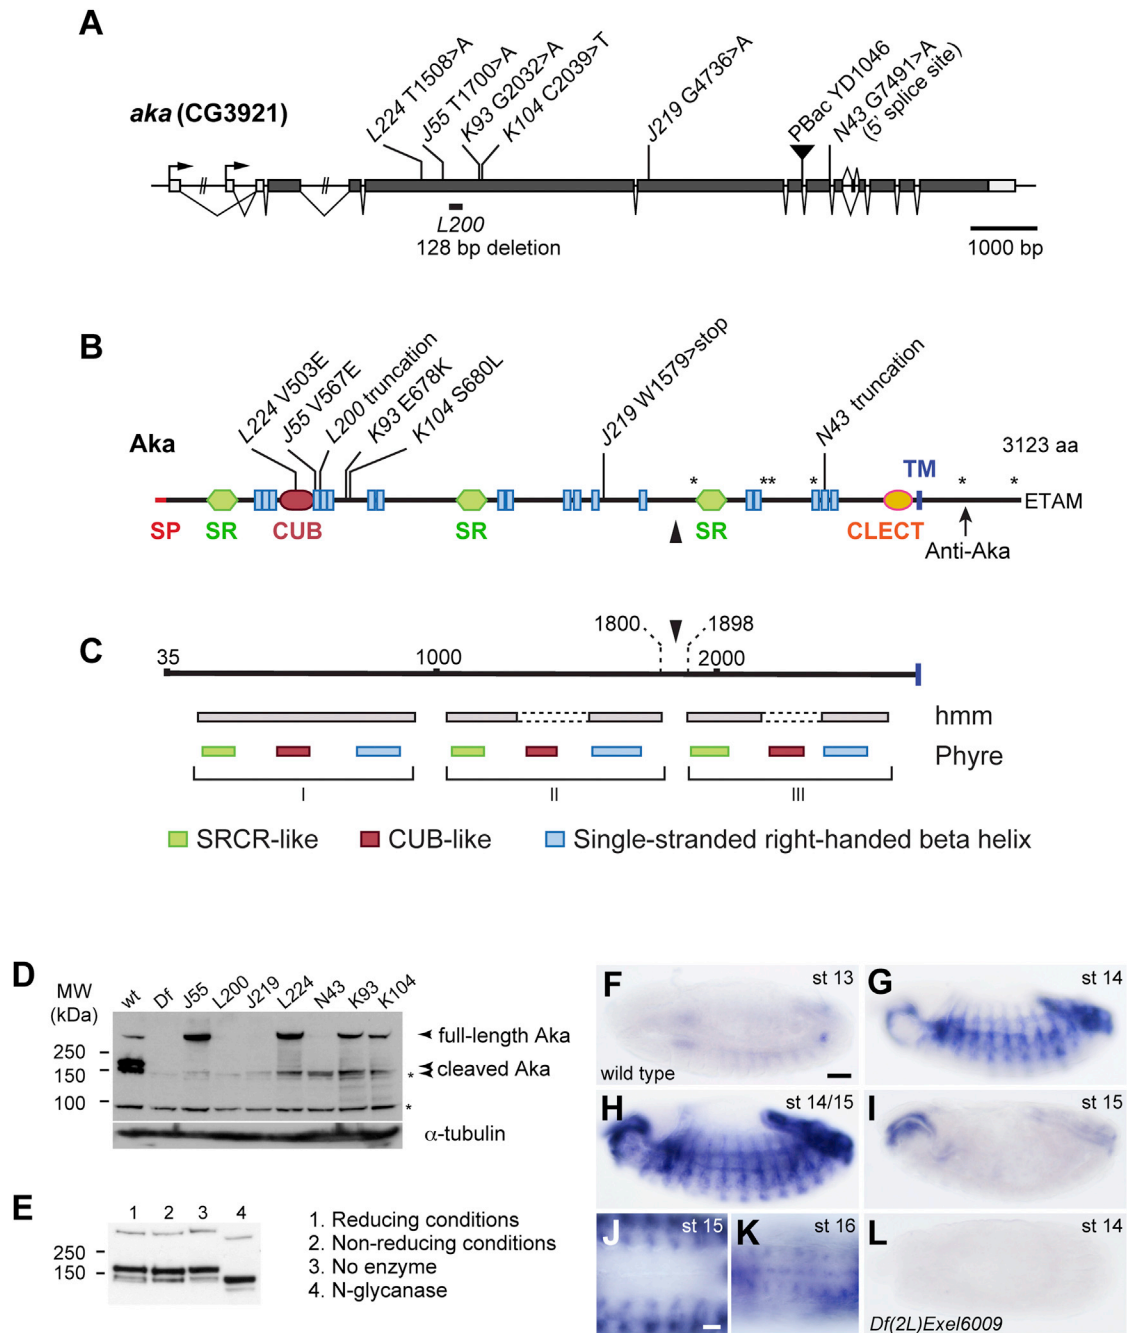 A
aka (CG3921)
L224 T1508>A
J55 T1700>A
K93 G2032>A
K104 C2039>T
J219 G4736>A
PBac YD1046
N43 G7491>A
(5' splice site)
L200
128 bp deletion
1000 bp
B
Aka
L224 V503E
J55 V567E
L200 truncation
K93 E678K
K104 S680L
J219 W1579>stop
N43 truncation
3123 aa
TM
* ** * * *
ETAM
SP
SR
CUB
SR
SR
CLECT
Anti-Aka
C
35
1000
1800
1898
2000
hmm
Phyre
I
II
III
SRCR-like
CUB-like
Single-stranded right-handed beta helix
D
MW
(kDa)
wt
Df
J55
L200
J219
L224
N43
K93
K104
250
150
100
full-length Aka
cleaved Aka
*
*
α-tubulin
E
1 2 3 4
250
150
1. Reducing conditions
2. Non-reducing conditions
3. No enzyme
4. N-glycanase
F
st 13
wild type
G
st 14
H
st 14/15
I
st 15
J
st 15
K
st 16
L
st 14
Df(2L)Exel6009